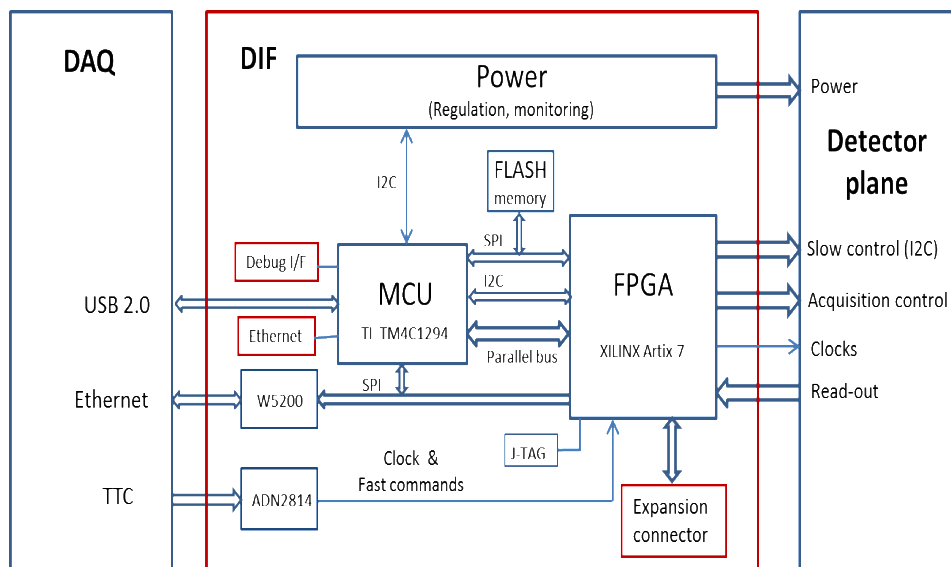 DAQ
DIF
Power
(Regulation, monitoring)
Power
Detector
plane
I2C
FLASH
memory
SPI
Slow control (I2C)
Debug I/F
MCU
I2C
FPGA
USB 2.0
Acquisition control
Ethernet
TI TM4C1294
Parallel bus
XILINX Artix 7
Clocks
SPI
Read-out
Ethernet
W5200
J-TAG
Clock &
Fast commands
TTC
ADN2814
Expansion
connector